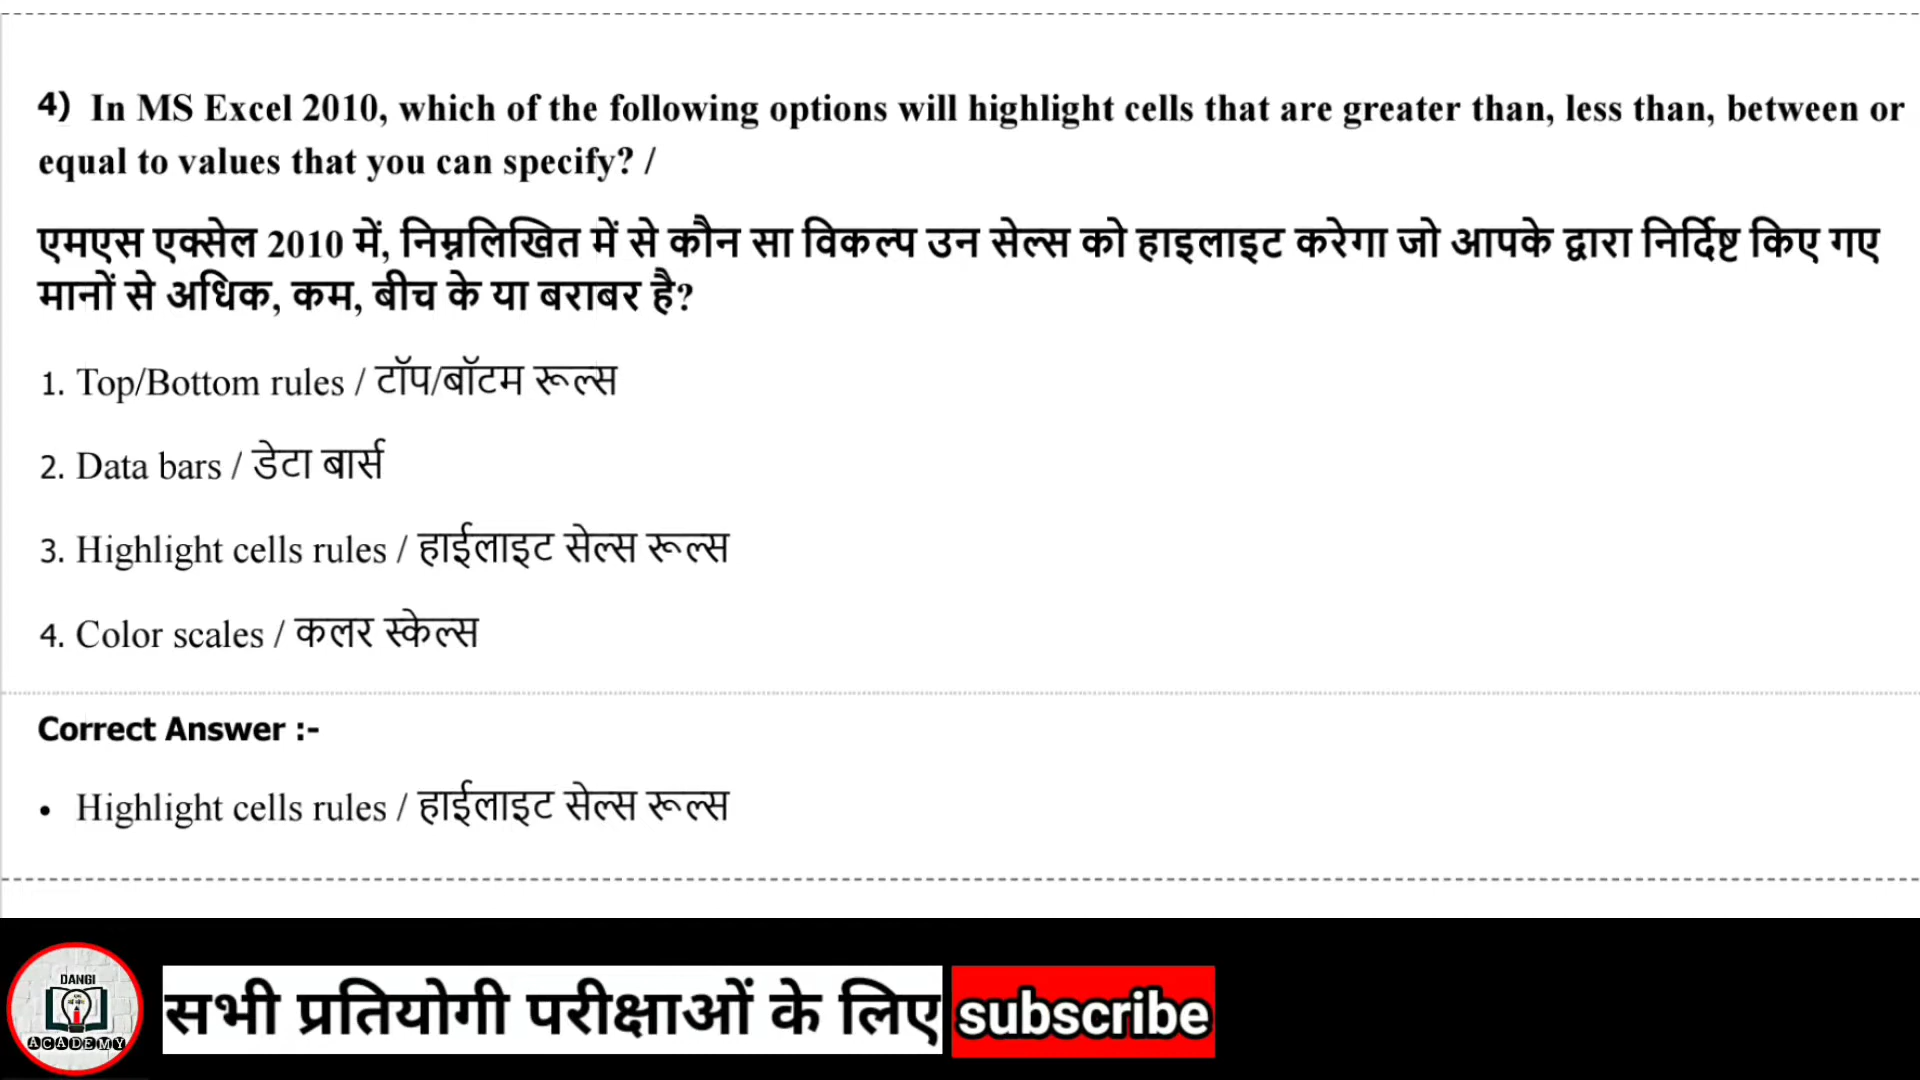 4) In MS Excel 2010, which of the following options will highlight cells that are greater than, less than, between or
equal to values that you can specify? /
एमएस एक्सेल 2010 में, निम्नलिखित में से कौन सा विकल्प उन सेल्स को हाइलाइट करेगा जो आपके द्वारा निर्दिष्ट किए गए
मानों से अधिक, कम, बीच के या बराबर है?
1. Top/Bottom rules / टॉप/बॉटम रूल्स
2. Data bars / डेटा बार्स
3. Highlight cells rules / हाईलाइट सेल्स रूल्स
4. Color scales / कलर स्केल्स
Correct Answer :-
• Highlight cells rules / हाईलाइट सेल्स रूल्स
DANGI
ACADEMY
सभी प्रतियोगी परीक्षाओं के लिए subscribe